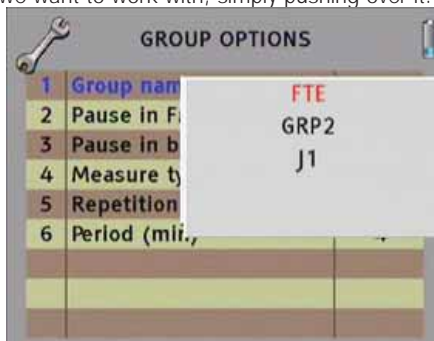 we want to work with, simply pushing over it.
GROUP OPTIONS
1 Group nam
FTE
2 Pause in F
GRP2
3 Pause in b
J1
4 Measure ty
5 Repetition
6 Period (min.)